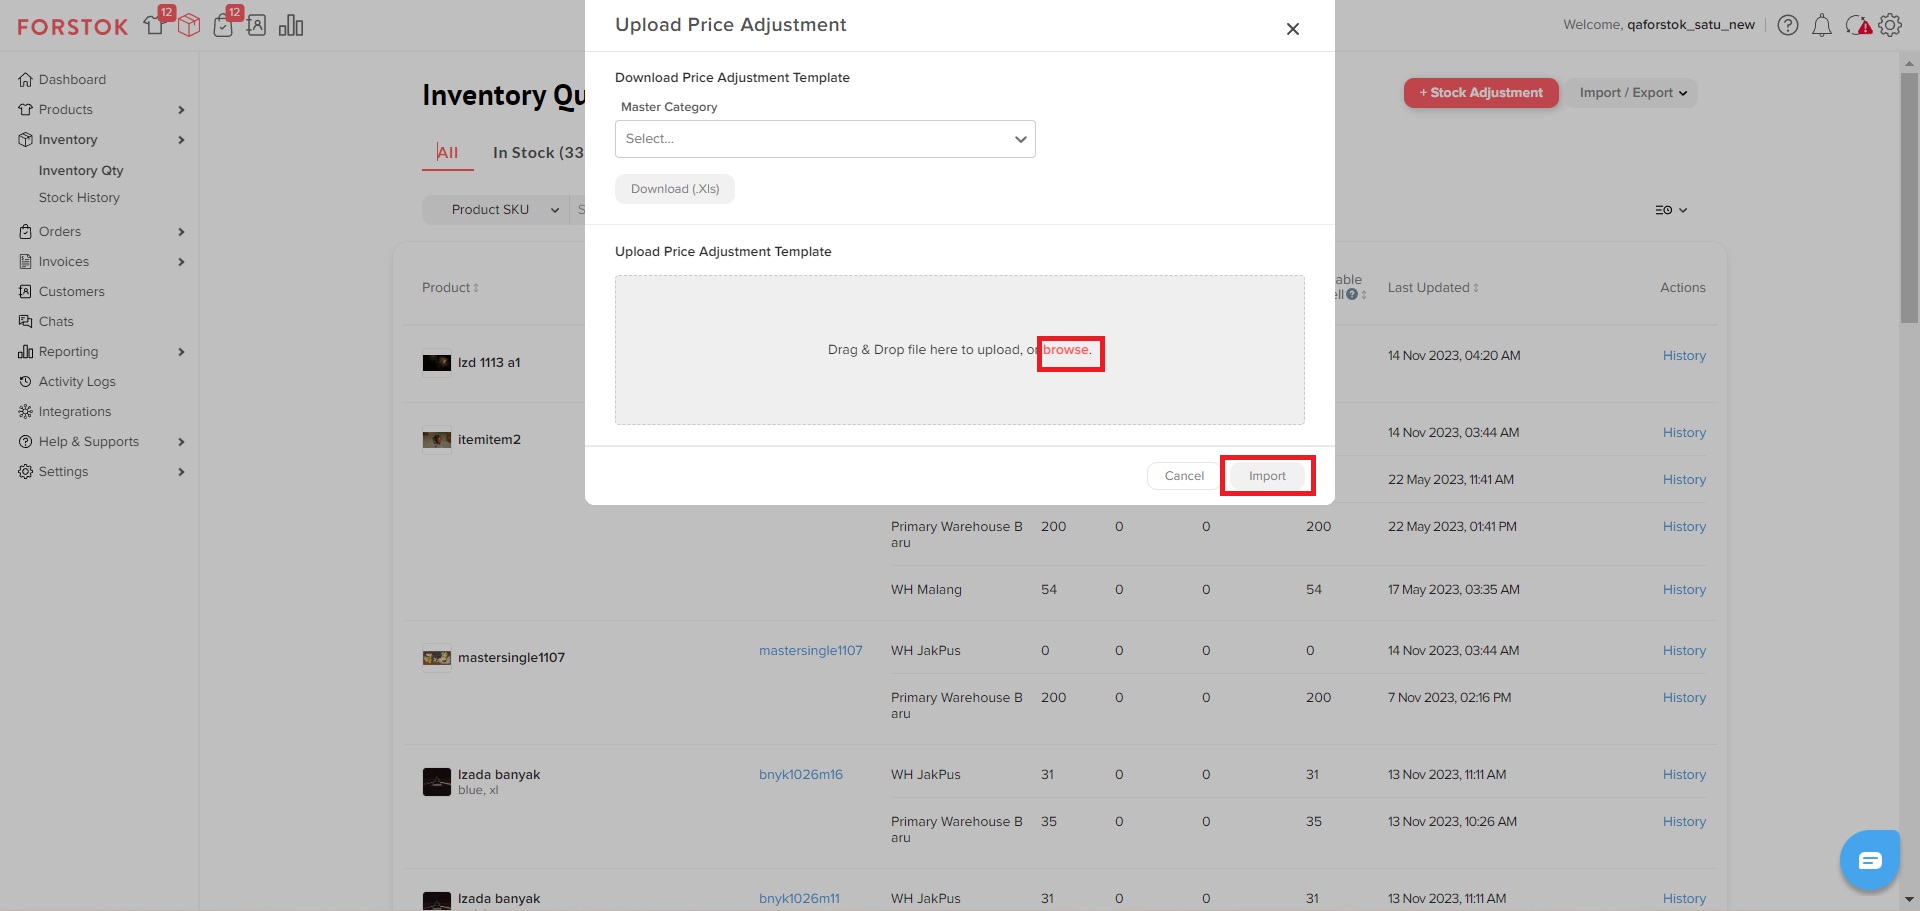 FORSTOK
12
12
Welcome, qaforstok_satu_new
Dashboard
Products
Inventory
Inventory Qty
Stock History
Orders
Invoices
Customers
Chats
Reporting
Activity Logs
Integrations
Help & Supports
Settings
Inventory Qu
+ Stock Adjustment
Import / Export
All
In Stock (33
Product SKU
S
Upload Price Adjustment
Download Price Adjustment Template
Master Category
Select...
Download (.Xls)
Upload Price Adjustment Template
Drag & Drop file here to upload, or browse.
Cancel
Import
Product
able
ell
Last Updated
Actions
lzd 1113 a1
14 Nov 2023, 04:20 AM
History
itemitem2
14 Nov 2023, 03:44 AM
History
22 May 2023, 11:41 AM
History
Primary Warehouse B
aru
200
0
0
200
22 May 2023, 01:41 PM
History
WH Malang
54
0
0
54
17 May 2023, 03:35 AM
History
mastersingle1107
mastersingle1107
WH JakPus
0
0
0
0
14 Nov 2023, 03:44 AM
History
Primary Warehouse B
aru
200
0
0
200
7 Nov 2023, 02:16 PM
History
lzada banyak
blue, xl
bnyk1026m16
WH JakPus
31
0
0
31
13 Nov 2023, 11:11 AM
History
Primary Warehouse B
aru
35
0
0
35
13 Nov 2023, 10:26 AM
History
lzada banyak
bnyk1026m11
WH JakPus
31
0
0
31
13 Nov 2023, 11:11 AM
History